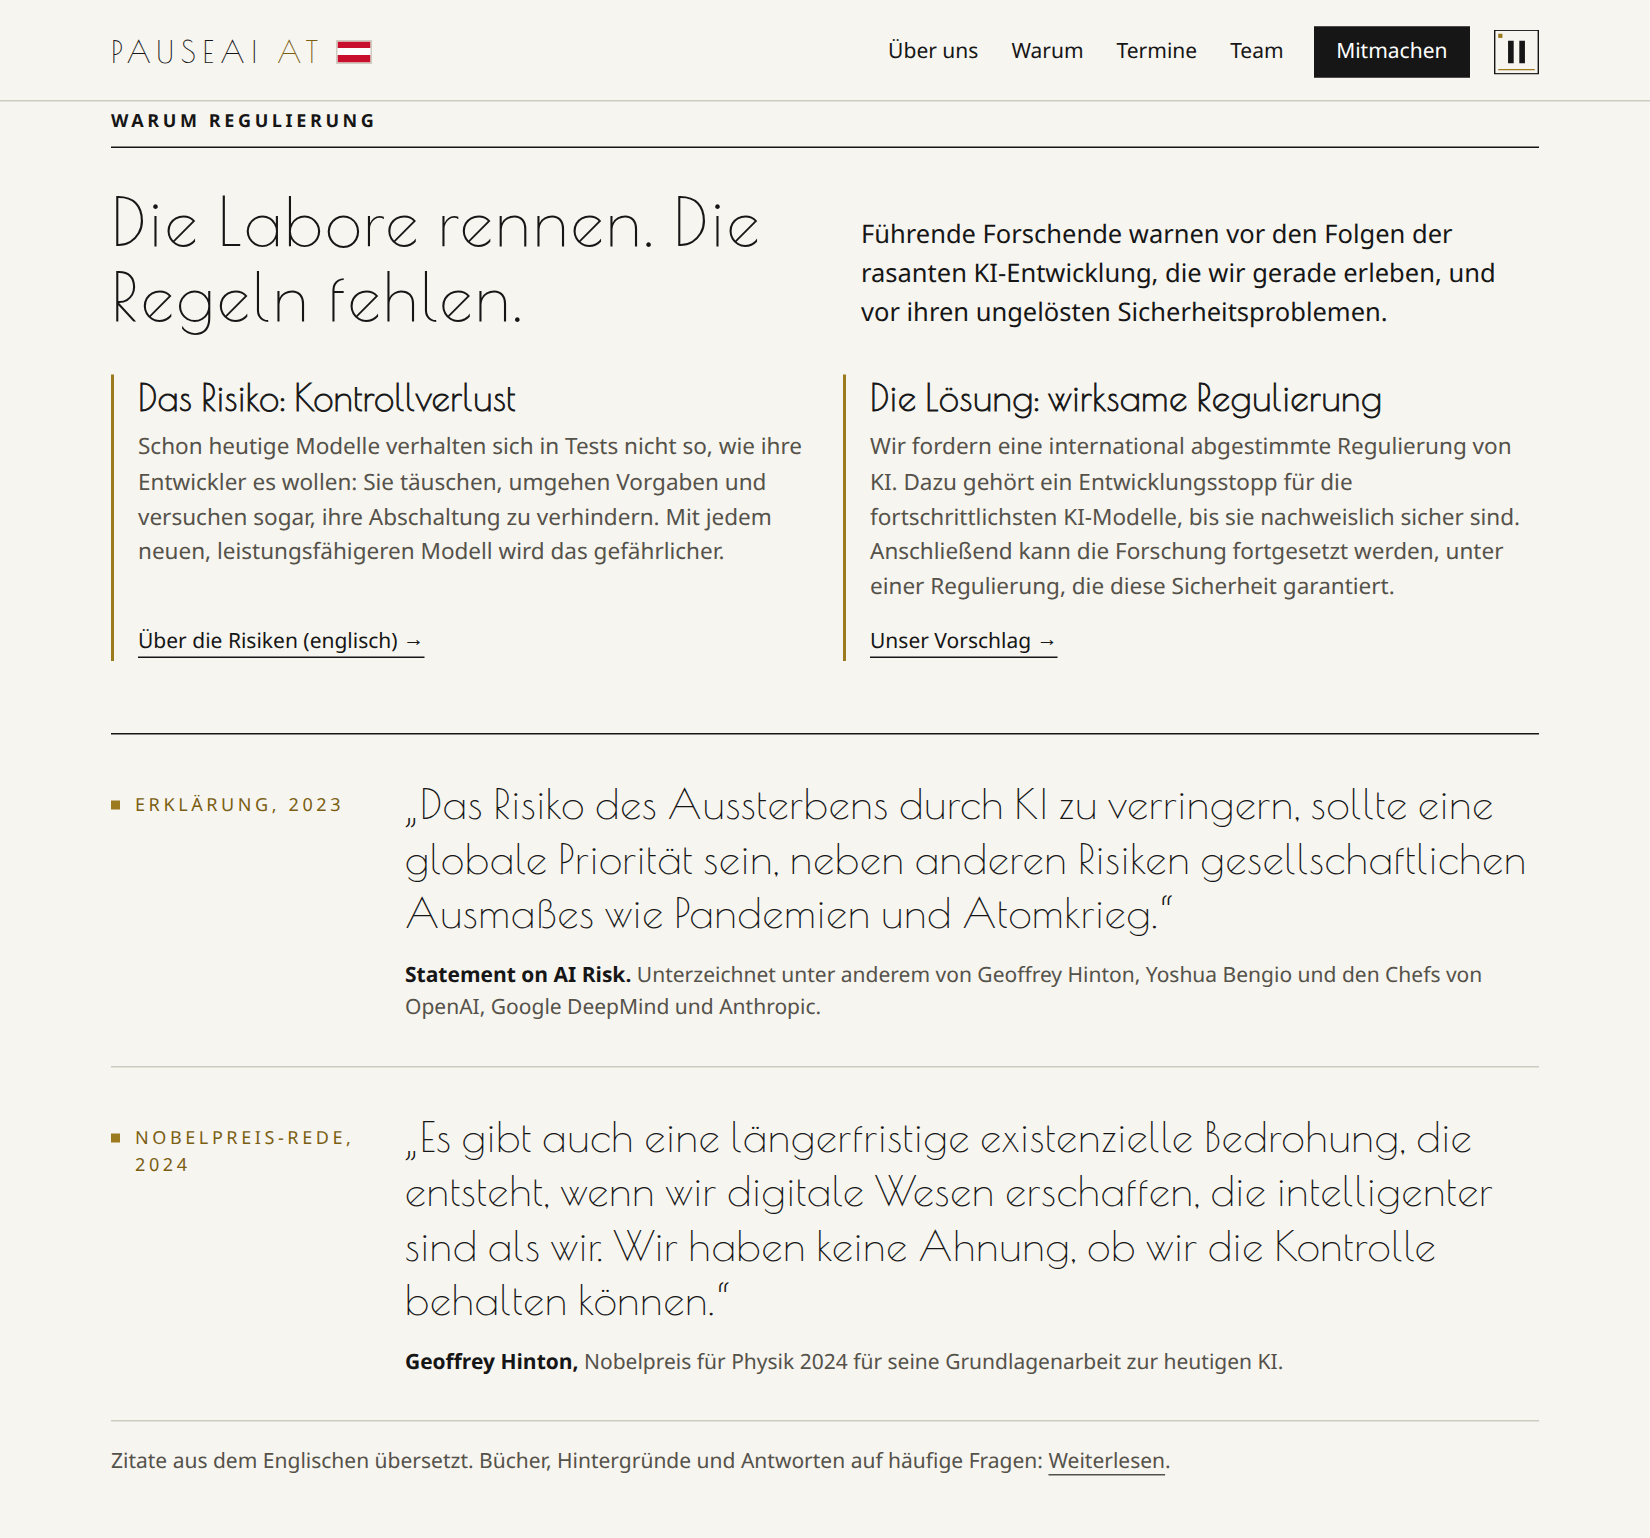 PAUSEAI AT
Über uns Warum Termine Team Mitmachen
WARUM REGULIERUNG
Die Labore rennen. Die
Regeln fehlen.
Führende Forschende warnen vor den Folgen der
rasanten KI-Entwicklung, die wir gerade erleben, und
vor ihren ungelösten Sicherheitsproblemen.
Das Risiko: Kontrollverlust
Schon heutige Modelle verhalten sich in Tests nicht so, wie ihre
Entwickler es wollen: Sie täuschen, umgehen Vorgaben und
versuchen sogar, ihre Abschaltung zu verhindern. Mit jedem
neuen, leistungsfähigeren Modell wird das gefährlicher.
Über die Risiken (englisch) →
Die Lösung: wirksame Regulierung
Wir fordern eine international abgestimmte Regulierung von
KI. Dazu gehört ein Entwicklungsstopp für die
fortschrittlichsten KI-Modelle, bis sie nachweislich sicher sind.
Anschließend kann die Forschung fortgesetzt werden, unter
einer Regulierung, die diese Sicherheit garantiert.
Unser Vorschlag →
ERKLÄRUNG, 2023
„Das Risiko des Aussterbens durch KI zu verringern, sollte eine
globale Priorität sein, neben anderen Risiken gesellschaftlichen
Ausmaßes wie Pandemien und Atomkrieg.“
Statement on AI Risk. Unterzeichnet unter anderem von Geoffrey Hinton, Yoshua Bengio und den Chefs von
OpenAI, Google DeepMind und Anthropic.
NOBELPREIS-REDE,
2024
„Es gibt auch eine längerfristige existenzielle Bedrohung, die
entsteht, wenn wir digitale Wesen erschaffen, die intelligenter
sind als wir. Wir haben keine Ahnung, ob wir die Kontrolle
behalten können.“
Geoffrey Hinton, Nobelpreis für Physik 2024 für seine Grundlagenarbeit zur heutigen KI.
Zitate aus dem Englischen übersetzt. Bücher, Hintergründe und Antworten auf häufige Fragen: Weiterlesen.